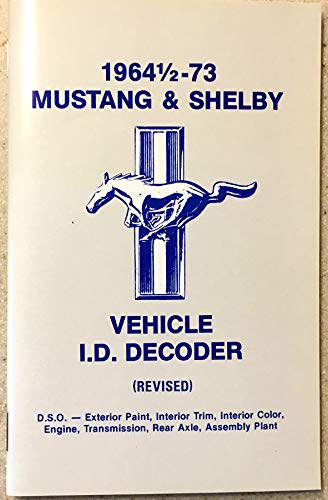 1964½-73
MUSTANG & SHELBY
VEHICLE
I.D. DECODER
(REVISED)
D.S.O. — Exterior Paint, Interior Trim, Interior Color,
Engine, Transmission, Rear Axle, Assembly Plant